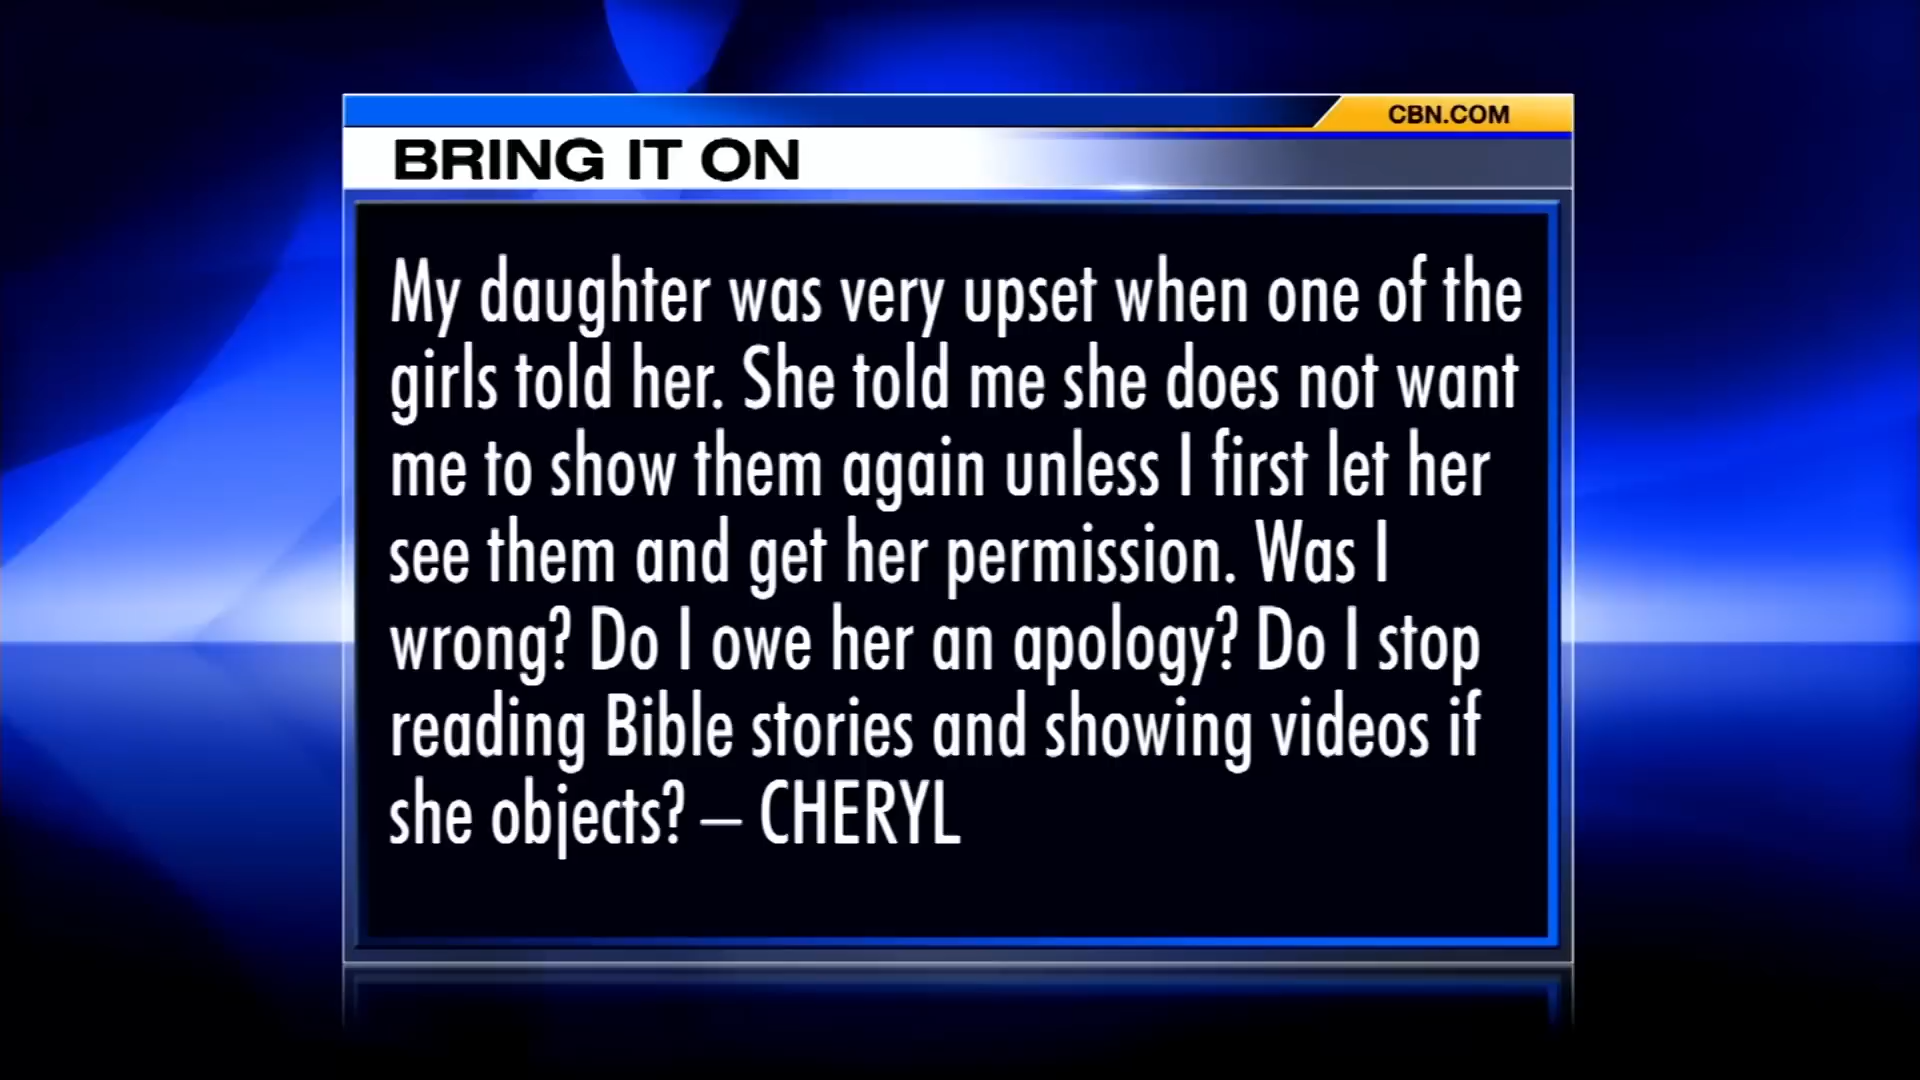 CBN.COM
BRING IT ON
My daughter was very upset when one of the
girls told her. She told me she does not want
me to show them again unless I first let her
see them and get her permission. Was I
wrong? Do I owe her an apology? Do I stop
reading Bible stories and showing videos if
she objects? – CHERYL